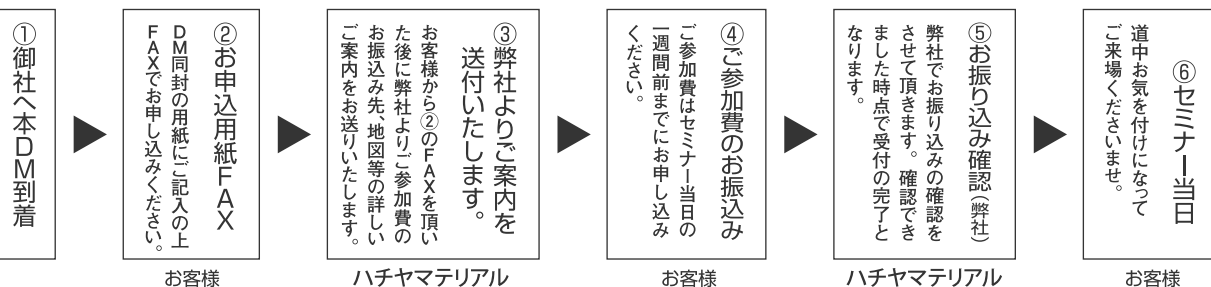 ①御社へ本DM到着
②お申込用紙FAX
DM同封の用紙にご記入の上
FAXでお申し込みください。
お客様
③弊社よりご案内を
送付いたします。
お客様から②のFAXを頂い
た後に弊社よりご参加費の
お振込み先、地図等の詳しい
ご案内をお送りいたします。
ハチヤマテリアル
④ご参加費のお振込み
ご参加費はセミナー当日の
一週間前までにお申し込み
ください。
お客様
⑤お振り込み確認(弊社)
弊社でお振り込みの確認を
させて頂きます。確認でき
ました時点で受付の完了と
なります。
ハチヤマテリアル
⑥セミナー当日
道中お気を付けになって
ご来場くださいませ。
お客様